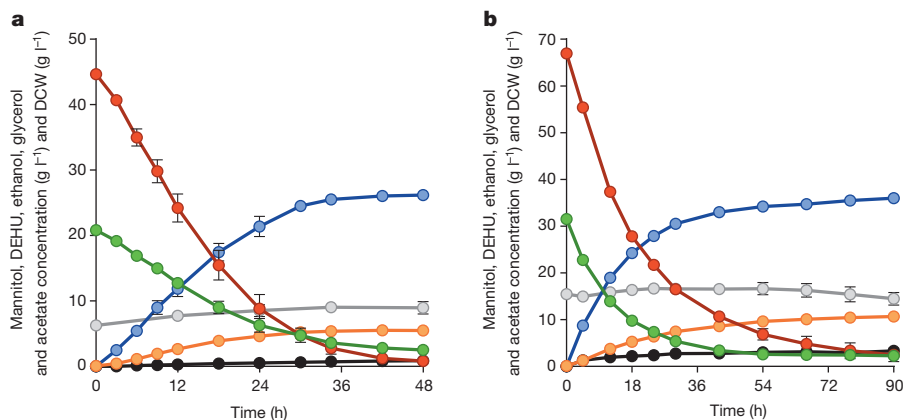 a
Mannitol, DEHU, ethanol, glycerol
and acetate concentration (g l⁻¹) and DCW (g l⁻¹)
50
40
30
20
10
0
0 12 24 36 48
Time (h)
b
Mannitol, DEHU, ethanol, glycerol
and acetate concentration (g l⁻¹) and DCW (g l⁻¹)
70
60
50
40
30
20
10
0
0 18 36 54 72 90
Time (h)